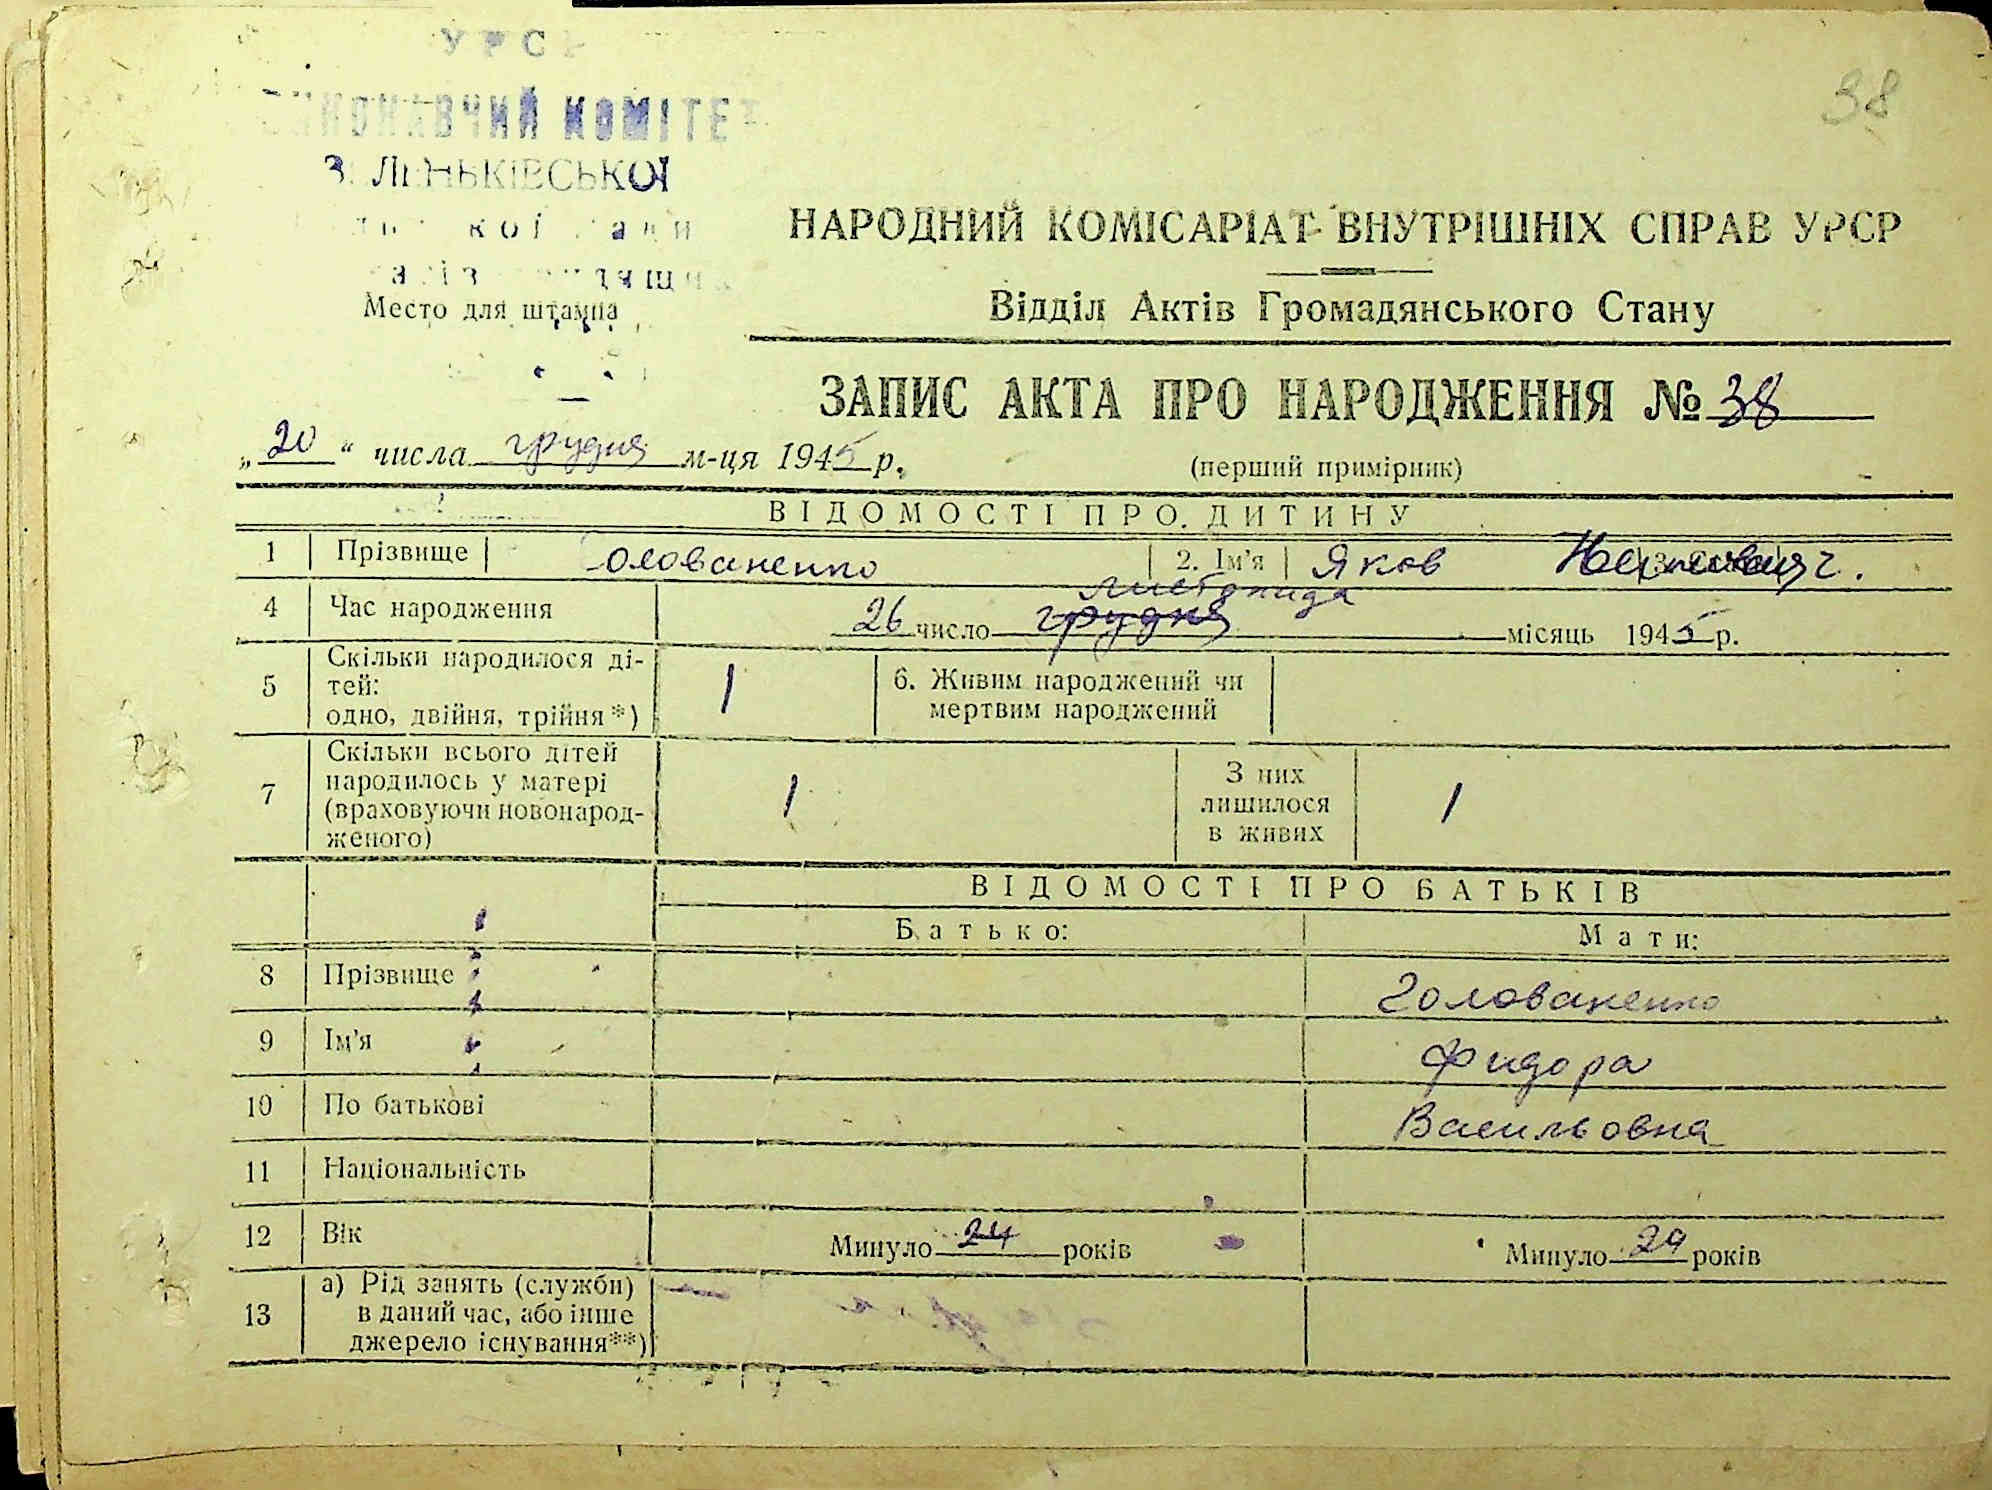 38
УРСР
ВИКОНАВЧИЙ КОМІТЕТ
ЗЕЛЕНЬКІВСЬКОЇ
Место для штампа
НАРОДНИЙ КОМІСАРІАТ ВНУТРІШНІХ СПРАВ УРСР
Відділ Актів Громадянського Стану
ЗАПИС АКТА ПРО НАРОДЖЕННЯ № 38
„20“ числа грудня м-ця 1945 р.
(перший примірник)
ВІДОМОСТІ ПРО ДИТИНУ
1 Прізвище Голованенко 2. Ім'я Яков
4 Час народження 26 число грудня листопада місяць 1945 р.
5 Скільки народилося ді-
тей:
одно, двійня, трійня*) 1
6. Живим народжений чи
мертвим народжений
7 Скільки всього дітей
народилось у матері
(враховуючи новонарод-
женого) 1
З них
лишилося
в живих 1
ВІДОМОСТІ ПРО БАТЬКІВ
Батько: Мати:
8 Прізвище Голованенко
9 Ім'я Фидора
10 По батькові Васильовна
11 Національність
12 Вік Минуло 24 років Минуло 29 років
13 а) Рід занять (служби)
в даний час, або інше
джерело існування**)